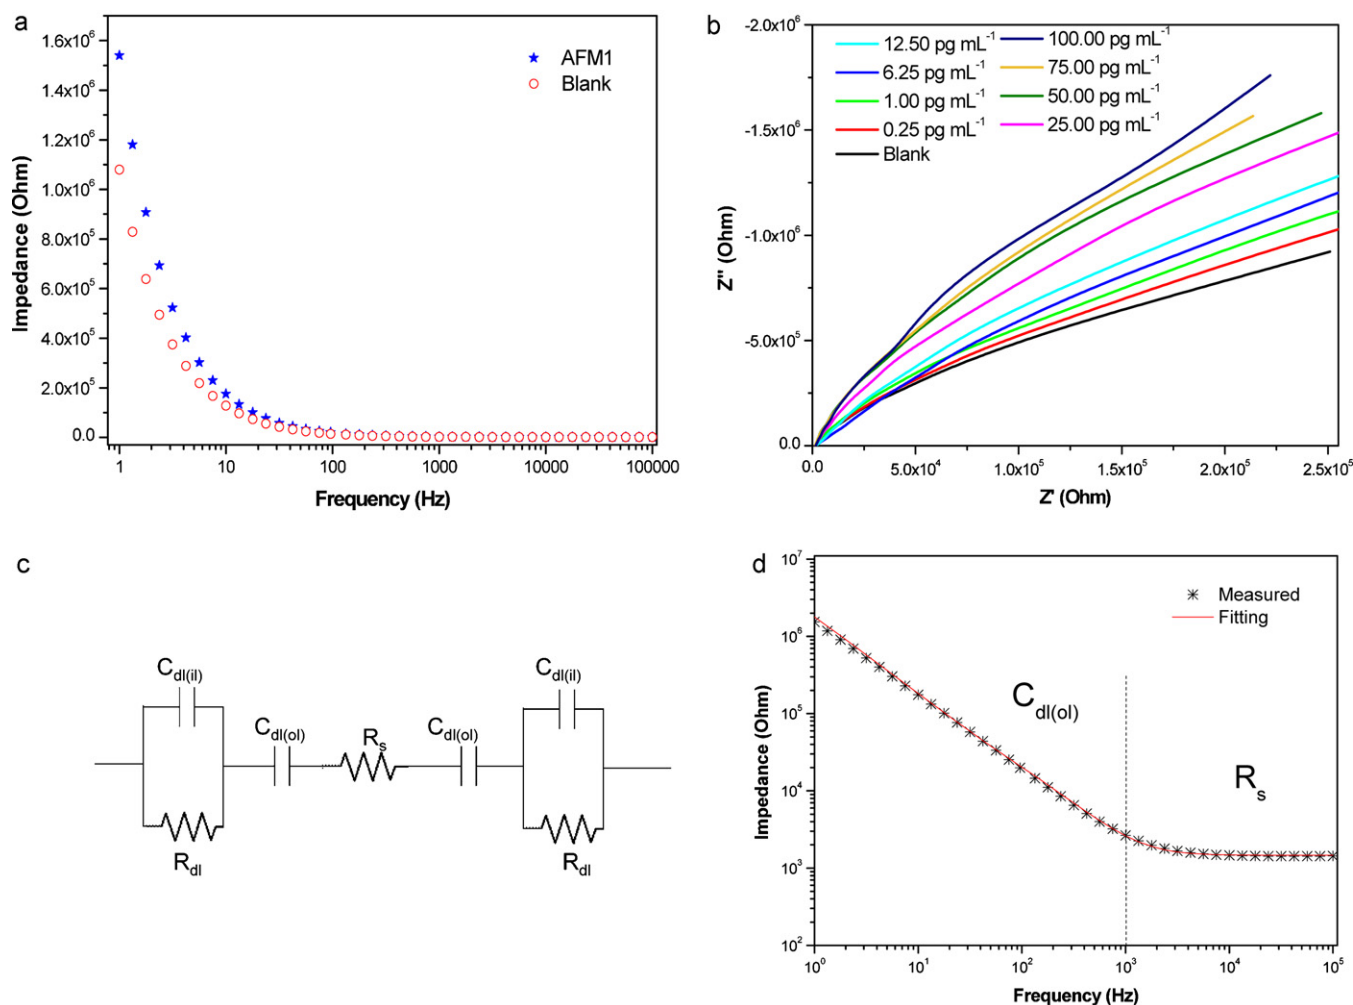 a
1.6x10⁶
1.4x10⁶
1.2x10⁶
1.0x10⁶
8.0x10⁵
6.0x10⁵
4.0x10⁵
2.0x10⁵
0.0
Impedance (Ohm)
AFM1
Blank
1 10 100 1000 10000 100000
Frequency (Hz)
b
-2.0x10⁶
-1.5x10⁶
-1.0x10⁶
-5.0x10⁵
0.0
Z" (Ohm)
12.50 pg mL⁻¹
6.25 pg mL⁻¹
1.00 pg mL⁻¹
0.25 pg mL⁻¹
Blank
100.00 pg mL⁻¹
75.00 pg mL⁻¹
50.00 pg mL⁻¹
25.00 pg mL⁻¹
0.0 5.0x10⁴ 1.0x10⁵ 1.5x10⁵ 2.0x10⁵ 2.5x10⁵
Z' (Ohm)
c
C_dl(il)
R_dl
C_dl(ol)
R_s
C_dl(ol)
C_dl(il)
R_dl
d
10⁷
10⁶
10⁵
10⁴
10³
10²
Impedance (Ohm)
Measured
Fitting
C_dl(ol)
R_s
10⁰ 10¹ 10² 10³ 10⁴ 10⁵
Frequency (Hz)